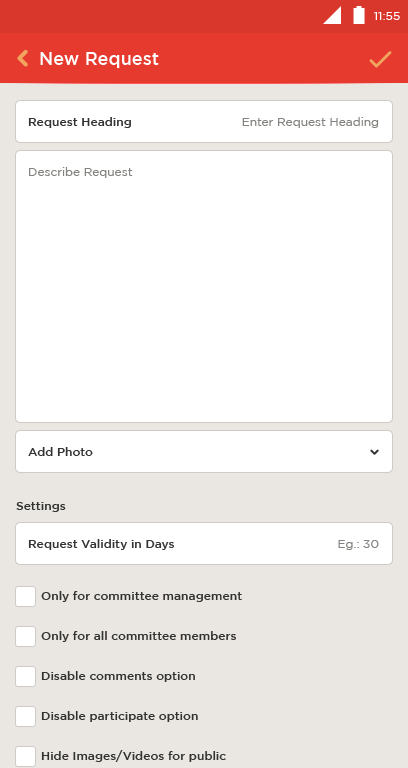 11:55
New Request
Request Heading Enter Request Heading
Describe Request
Add Photo
Settings
Request Validity in Days Eg.: 30
Only for committee management
Only for all committee members
Disable comments option
Disable participate option
Hide Images/Videos for public